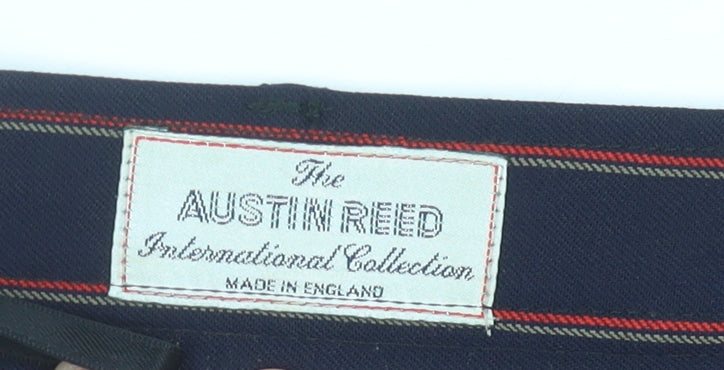 The
AUSTIN REED
International Collection
MADE IN ENGLAND